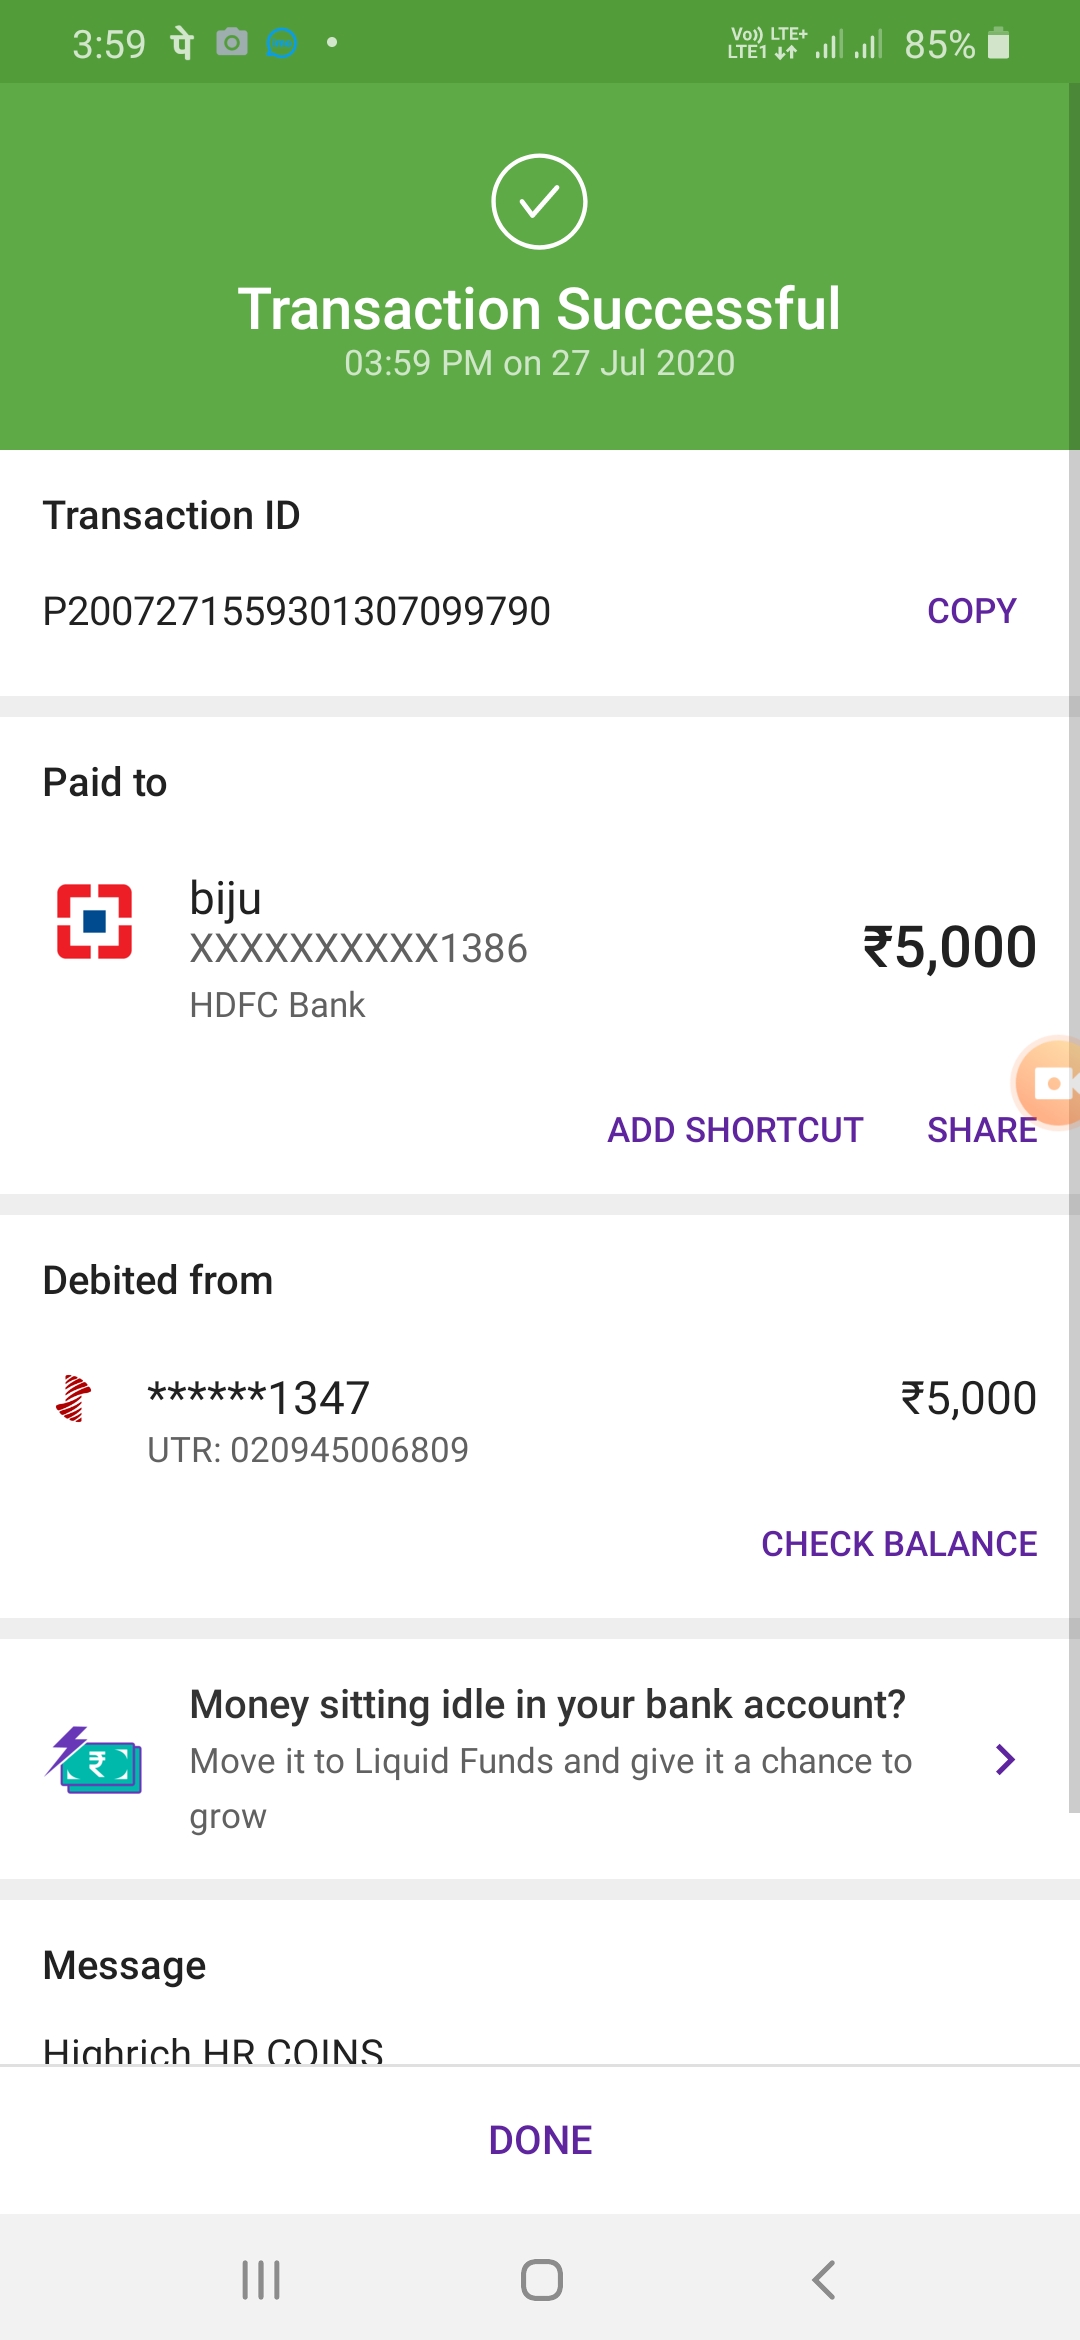 3:59 पे
Vo)) LTE+
LTE1
85%
Transaction Successful
03:59 PM on 27 Jul 2020
Transaction ID
P2007271559301307099790
COPY
Paid to
biju
XXXXXXXXXX1386
₹5,000
HDFC Bank
ADD SHORTCUT SHARE
Debited from
******1347
₹5,000
UTR: 020945006809
CHECK BALANCE
Money sitting idle in your bank account?
Move it to Liquid Funds and give it a chance to
grow
Message
Highrich HR COINS
DONE